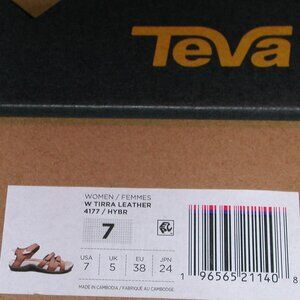 Teva
WOMEN / FEMMES
W TIRRA LEATHER
4177 / HYBR
7
USA UK EU JPN
7 5 38 24
MADE IN CAMBODIA / FABRIQUÉ AU CAMBODGE
1 96565 21140 8